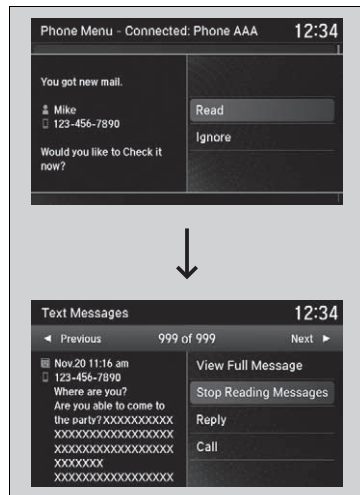 Phone Menu - Connected: Phone AAA 12:34
You got new mail.
Mike
123-456-7890
Would you like to Check it
now?
Read
Ignore
Text Messages 12:34
◄ Previous 999 of 999 Next ►
Nov.20 11:16 am
123-456-7890
Where are you?
Are you able to come to
the party?XXXXXXXXXX
XXXXXXXXXXXXXXXXX
XXXXXXXXXXXXXXXXX
XXXXXXX
XXXXXXXXXXXXXXXXX
View Full Message
Stop Reading Messages
Reply
Call